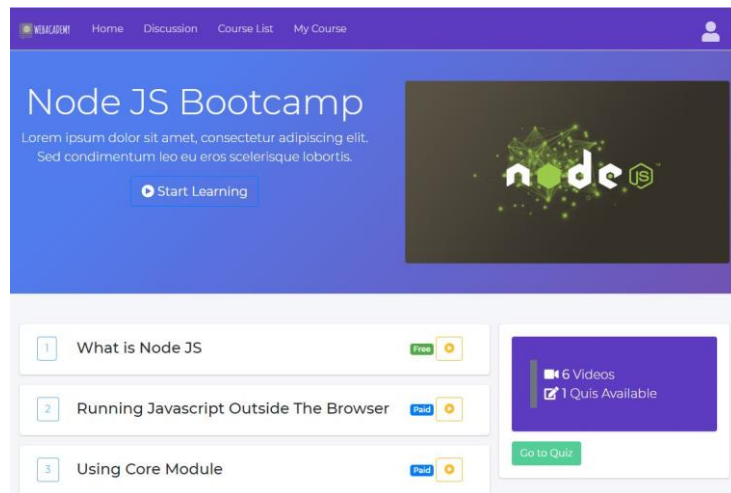 WEBACADEMY Home Discussion Course List My Course
Node JS Bootcamp
Lorem ipsum dolor sit amet, consectetur adipiscing elit.
Sed condimentum leo eu eros scelerisque lobortis.
Start Learning
node JS
1 What is Node JS Free
2 Running Javascript Outside The Browser Paid
3 Using Core Module Paid
6 Videos
1 Quis Available
Go to Quiz